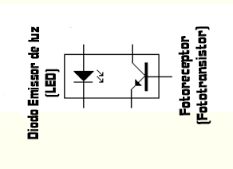 Diodo Emissor de luz
(LED)
Fotoreceptor
(Fototransistor)